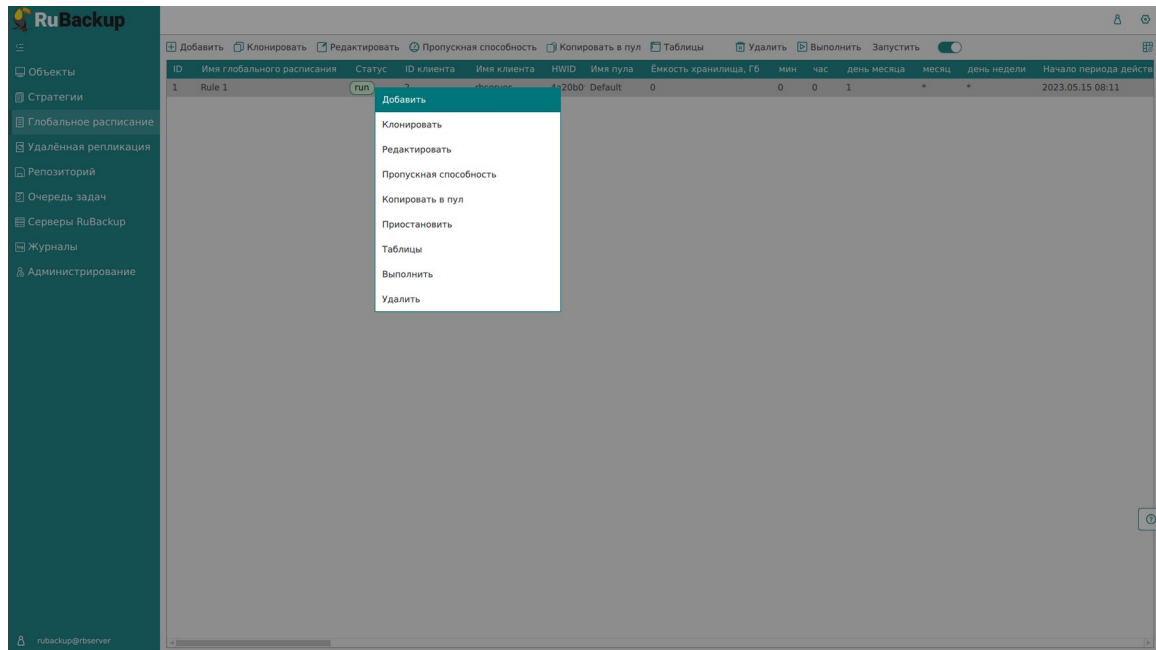 RuBackup
Добавить Клонировать Редактировать Пропускная способность Копировать в пул Таблицы Удалить Выполнить Запустить
Объекты
Стратегии
Глобальное расписание
Удалённая репликация
Репозиторий
Очередь задач
Серверы RuBackup
Журналы
Администрирование
ID Имя глобального расписания Статус ID клиента Имя клиента HWID Имя пула Ёмкость хранилища, Гб мин час день месяца месяц день недели Начало периода действ
1 Rule 1 run 2 rbserver 4a20b0 Default 0 0 0 1 * * 2023.05.15 08:11
Добавить
Клонировать
Редактировать
Пропускная способность
Копировать в пул
Приостановить
Таблицы
Выполнить
Удалить
rubackup@rbserver